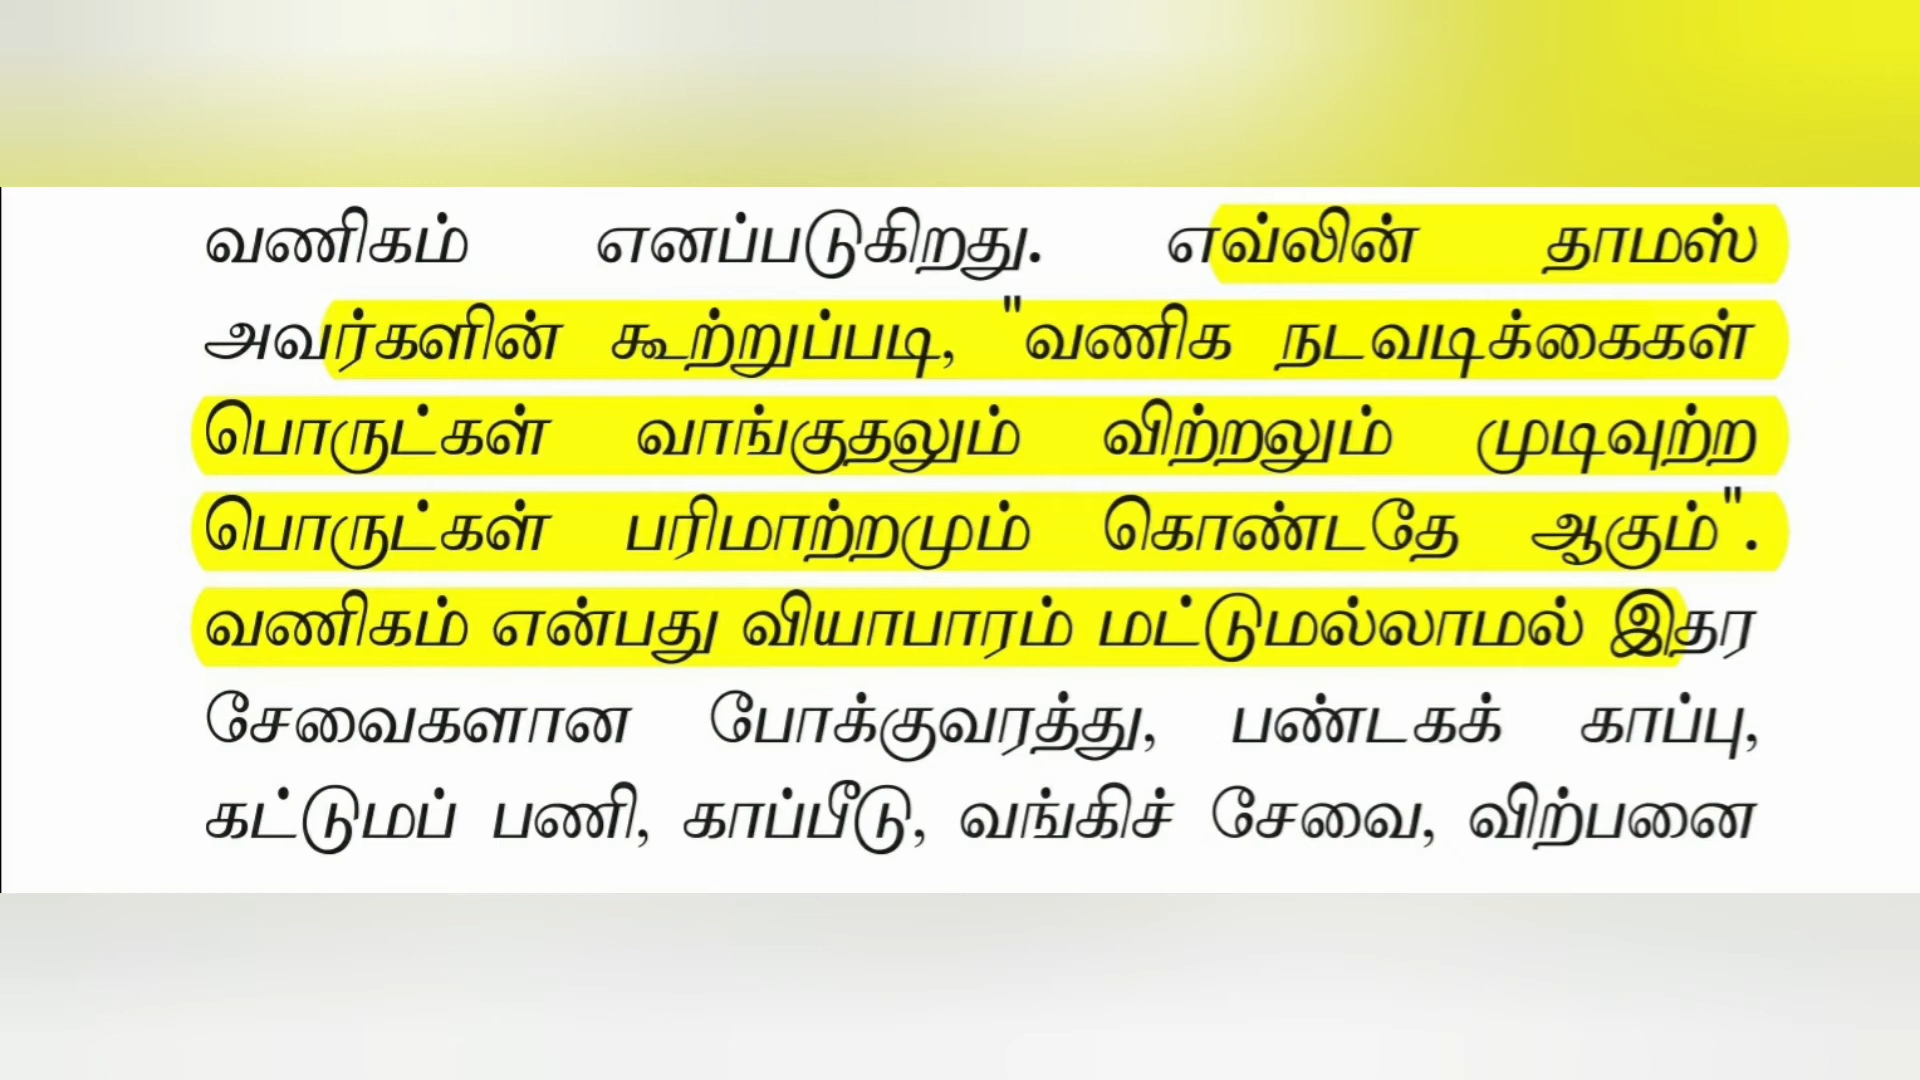 வணிகம் எனப்படுகிறது. எவ்லின் தாமஸ்
அவர்களின் கூற்றுப்படி, "வணிக நடவடிக்கைகள்
பொருட்கள் வாங்குதலும் விற்றலும் முடிவுற்ற
பொருட்கள் பரிமாற்றமும் கொண்டதே ஆகும்".
வணிகம் என்பது வியாபாரம் மட்டுமல்லாமல் இதர
சேவைகளான போக்குவரத்து, பண்டகக் காப்பு,
கட்டுமப் பணி, காப்பீடு, வங்கிச் சேவை, விற்பனை